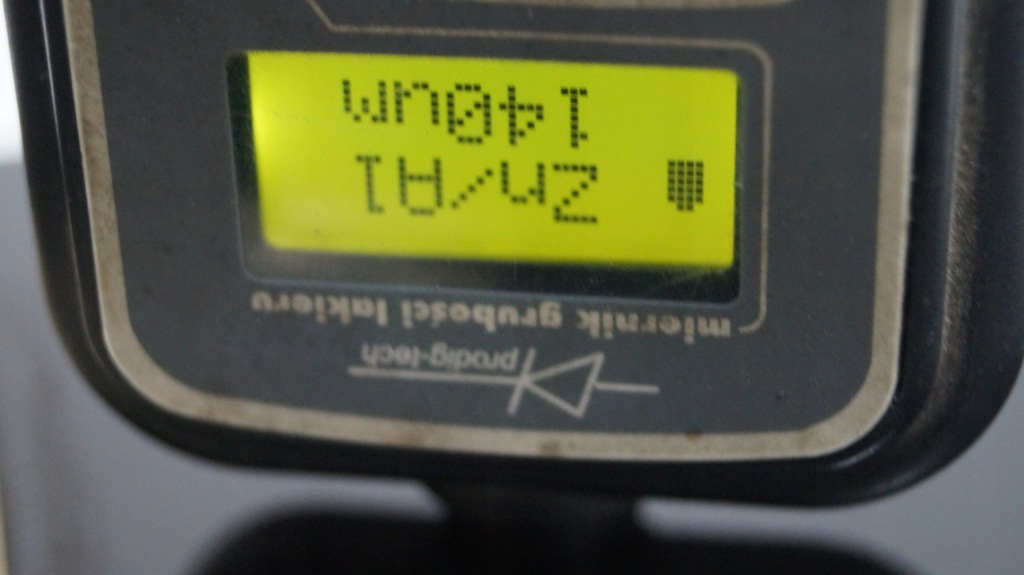 prodig-tech
miernik grubości lakieru
Zn/Al
140um